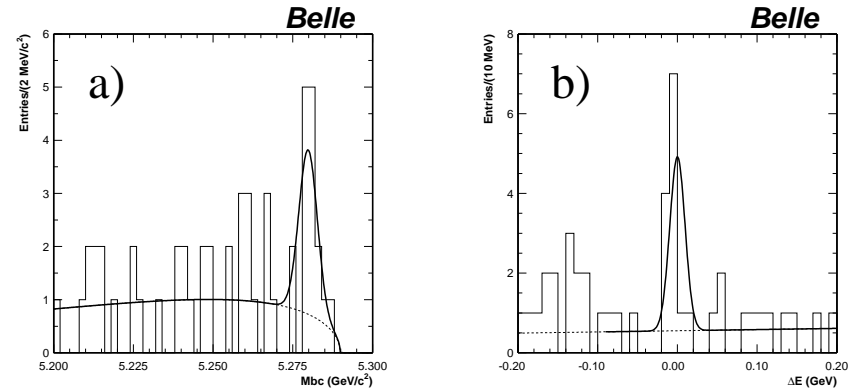 Belle
a)
Entries/(2 MeV/c²)
0
1
2
3
4
5
6
5.200
5.225
5.250
5.275
5.300
Mbc (GeV/c²)
Belle
b)
Entries/(10 MeV)
0
2
4
6
8
-0.20
-0.10
0.00
0.10
0.20
ΔE (GeV)